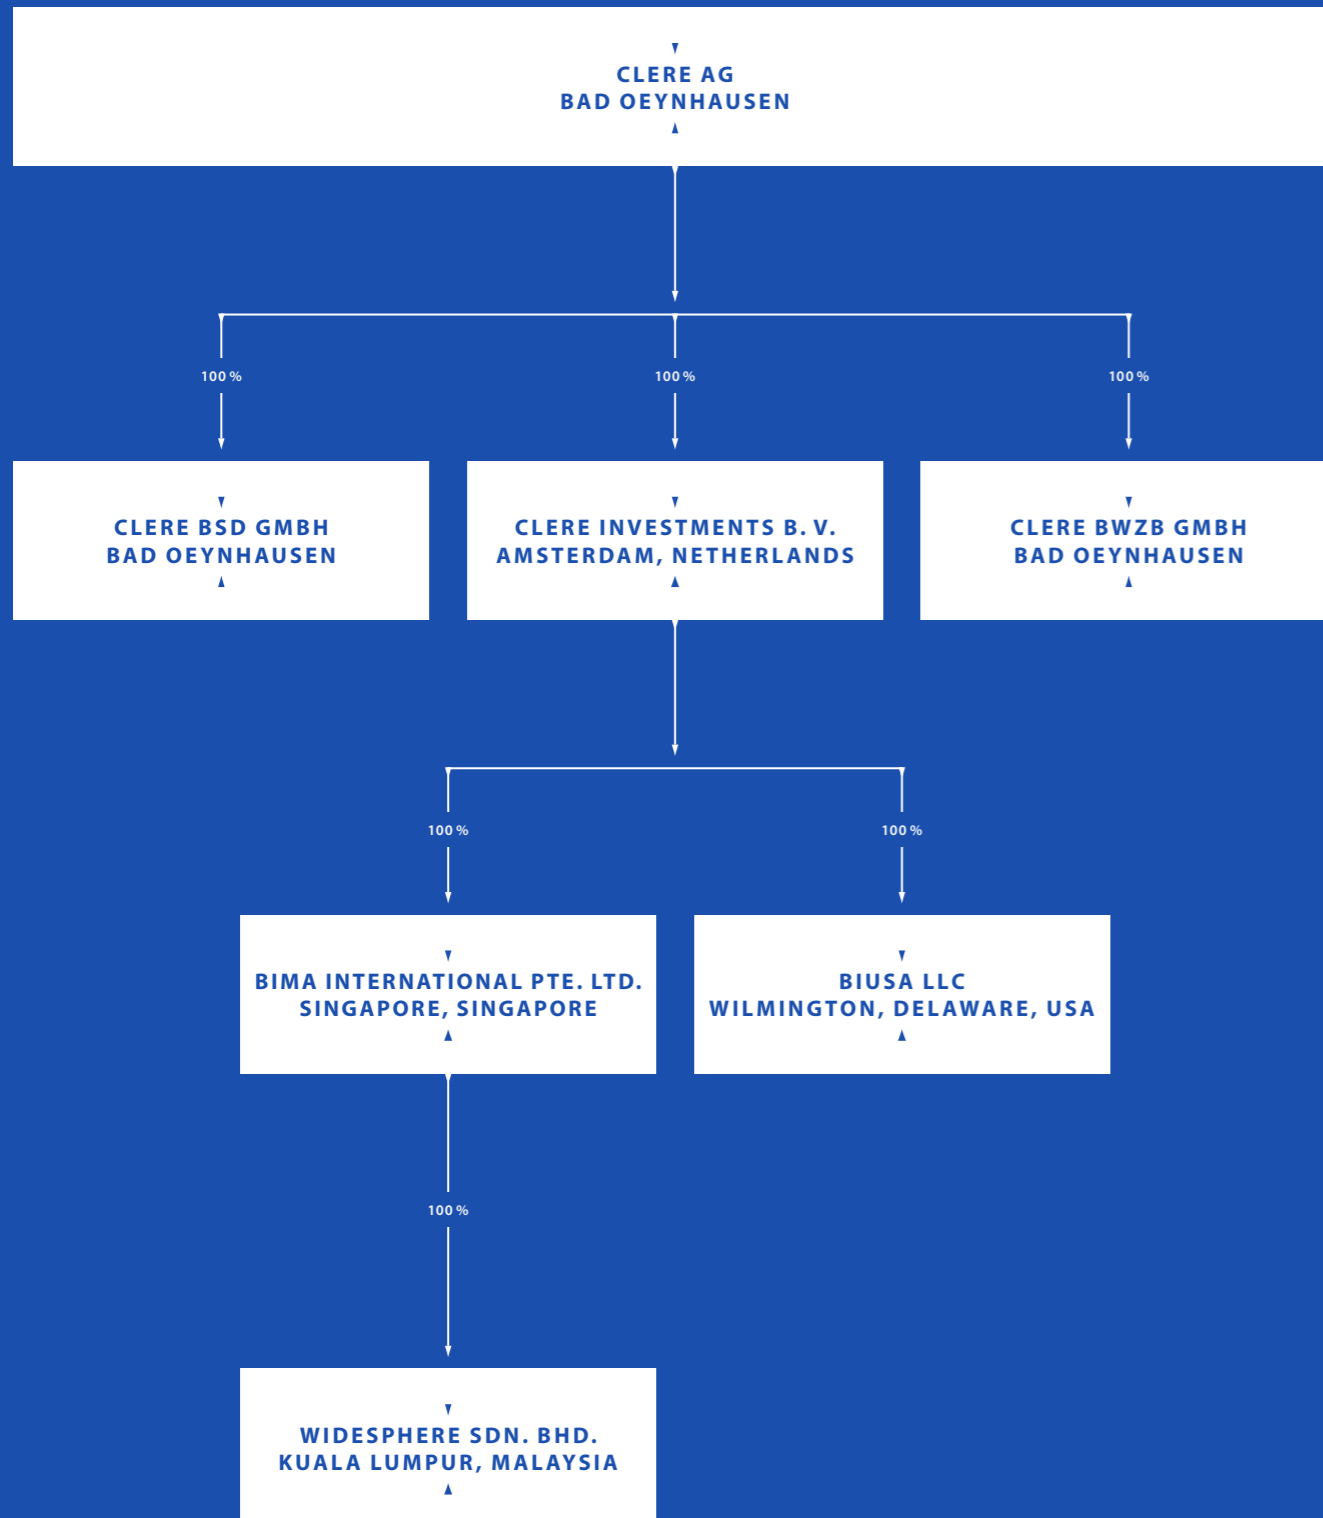 CLERE AG
BAD OEYNHAUSEN
100 %
100 %
100 %
CLERE BSD GMBH
BAD OEYNHAUSEN
CLERE INVESTMENTS B. V.
AMSTERDAM, NETHERLANDS
CLERE BWZB GMBH
BAD OEYNHAUSEN
100 %
100 %
BIMA INTERNATIONAL PTE. LTD.
SINGAPORE, SINGAPORE
BIUSA LLC
WILMINGTON, DELAWARE, USA
100 %
WIDESPHERE SDN. BHD.
KUALA LUMPUR, MALAYSIA